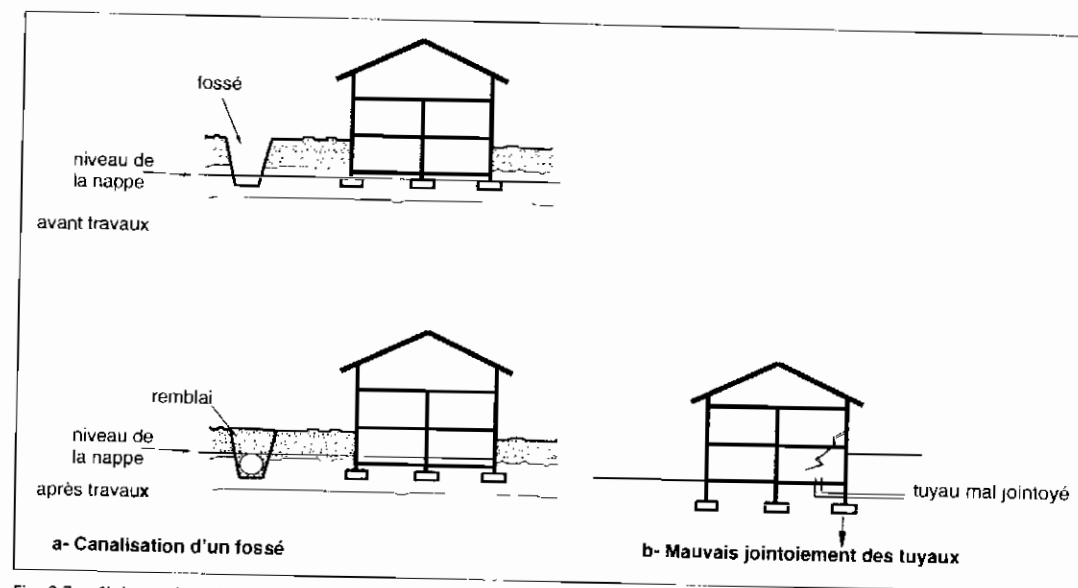 fossé
niveau de
la nappe
avant travaux
remblai
niveau de
la nappe
après travaux
tuyau mal jointoyé
a- Canalisation d'un fossé
b- Mauvais jointoiement des tuyaux